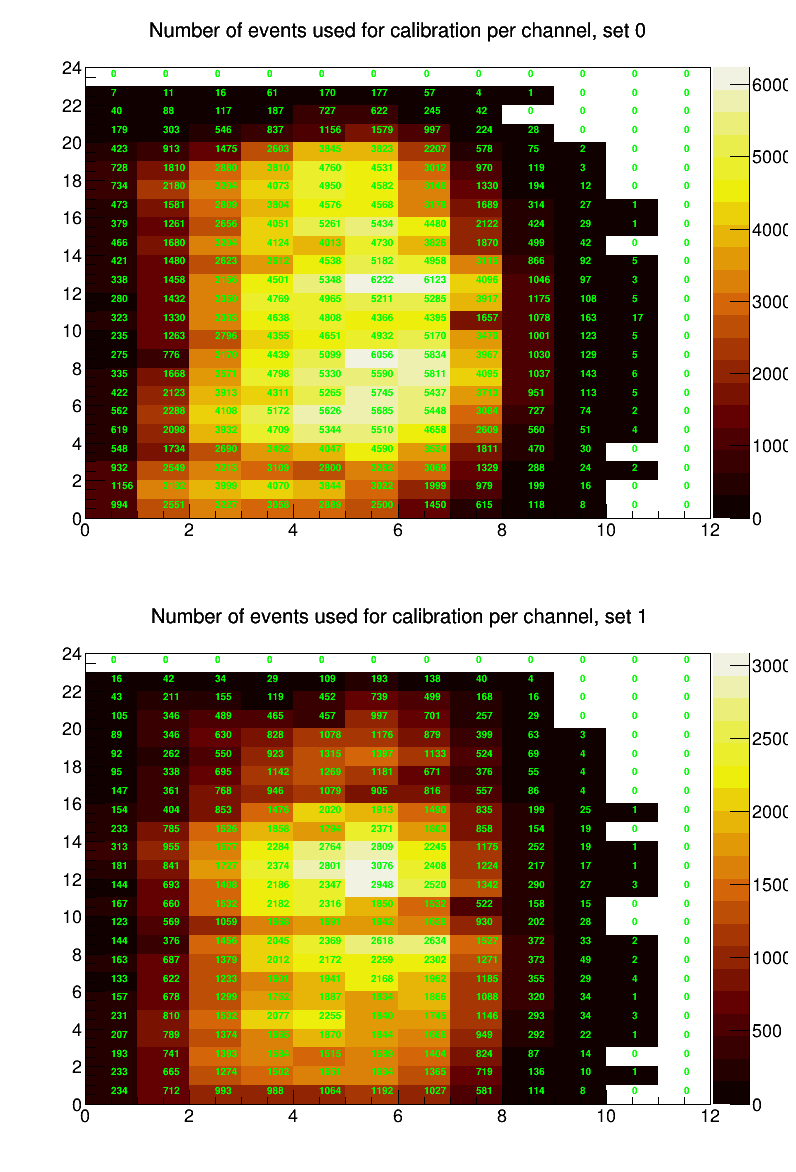 Number of events used for calibration per channel, set 0
24 0 0 0 0 0 0 0 0 0 0 0 0
6000
7 11 16 61 170 177 57 4 1 0 0 0
22 40 88 117 187 727 622 245 42 0 0 0 0
20 179 303 546 837 1156 1579 997 224 28 0 0 0
423 913 1475 2603 3845 3823 2207 578 75 2 0 0
5000
18 728 1810 3810 4760 4531 3012 970 119 3 0 0
734 2180 4073 4950 4582 1330 194 12 0 0
16 473 1581 3904 4576 4568 1689 314 27 1 0
379 1261 2656 4051 5261 5434 4480 2122 424 29 1 0
4000
14 466 1680 4124 4013 4730 3826 1870 499 42 0 0
421 1480 2623 4538 5182 4958 866 92 5 0
12 338 1458 4501 5348 6232 6123 4096 1046 97 3 0
280 1432 4769 4965 5211 5285 3917 1175 108 5 0
3000
10 323 1330 4638 4808 4366 4395 1657 1078 163 17 0
235 1263 2796 4355 4651 4932 5170 3478 1001 123 5 0
8 275 776 4439 5099 6056 5834 3967 1030 129 5 0
335 1668 4798 5330 5590 5811 4085 1037 143 6 0
2000
6 422 2123 3913 4311 5265 5745 5437 951 113 5 0
562 2288 4108 5172 5626 5685 5448 3084 727 74 2 0
4 619 2098 3932 4709 5344 5510 4658 2609 560 51 4 0
1000
548 1734 2690 4047 4590 1811 470 30 0 0
2 932 2549 3169 2800 1329 288 24 2 0
1156 3999 4070 3844 3022 1999 979 199 16 0 0
0 994 2551 2500 1450 615 118 8 0 0 0
0 2 4 6 8 10 12
Number of events used for calibration per channel, set 1
24 0 0 0 0 0 0 0 0 0 0 0 0
3000
16 42 34 29 109 193 138 40 4 0 0 0
22 43 211 155 119 452 739 499 168 16 0 0 0
20 105 346 489 465 457 997 701 257 29 0 0 0
89 346 630 828 1078 1176 879 399 63 3 0 0
2500
18 92 262 550 923 1315 1397 1133 524 69 4 0 0
95 338 695 1142 1269 1181 671 376 55 4 0 0
16 147 361 768 946 1079 905 816 557 86 4 0 0
154 404 853 1476 2020 1813 1490 835 199 25 1 0
2000
14 233 785 1858 2371 858 154 19 0 0
313 955 2284 2764 2809 2245 1175 252 19 1 0
12 181 841 1727 2374 2801 3076 2408 1224 217 17 1 0
144 693 1408 2186 2347 2948 2620 1342 290 27 3 0
1500
10 167 660 1532 2182 2316 1850 1532 522 158 15 0 0
123 569 1059 930 202 28 0 0
8 144 376 1456 2045 2369 2618 2634 1527 372 33 2 0
163 687 1379 2012 2172 2259 2302 1271 373 49 2 0
1000
6 133 622 1233 1941 2168 1962 1185 355 29 4 0
157 678 1299 1887 1866 1088 320 34 1 0
4 231 810 1532 2077 2255 1745 1146 293 34 3 0
500
207 789 1374 1870 949 292 22 1 0
2 193 741 1393 1515 1404 824 87 14 0 0
233 665 1274 1502 1365 719 136 10 1 0
0 234 712 993 988 1064 1192 1027 581 114 8 0 0 0
0 2 4 6 8 10 12